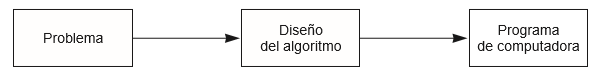 Problema
Diseño
del algoritmo
Programa
de computadora